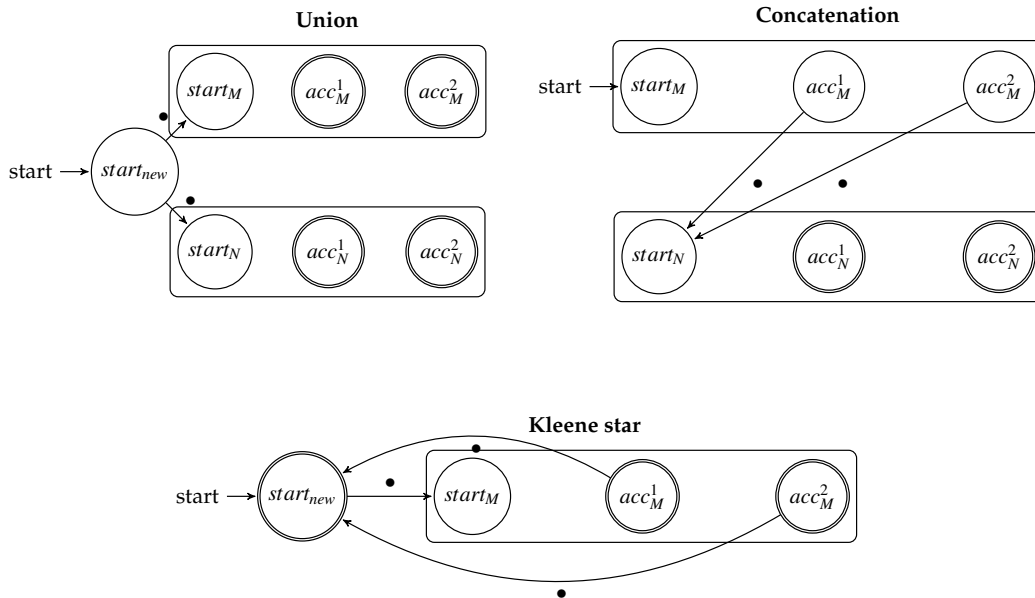 Union
start_M acc_M^1 acc_M^2
•
start start_new
•
start_N acc_N^1 acc_N^2
Concatenation
start start_M acc_M^1 acc_M^2
• •
start_N acc_N^1 acc_N^2
Kleene star
•
•
start start_new start_M acc_M^1 acc_M^2
•